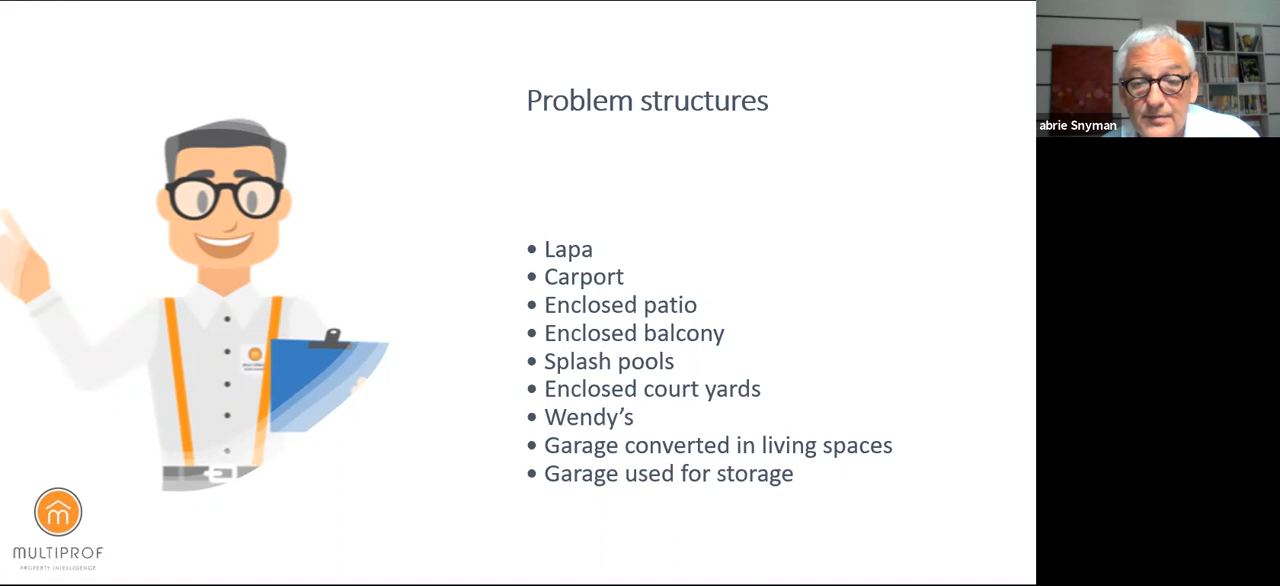 Problem structures
abrie Snyman
• Lapa
• Carport
• Enclosed patio
• Enclosed balcony
• Splash pools
• Enclosed court yards
• Wendy’s
• Garage converted in living spaces
• Garage used for storage
MULTIPROF
PROPERTY INTELLIGENCE